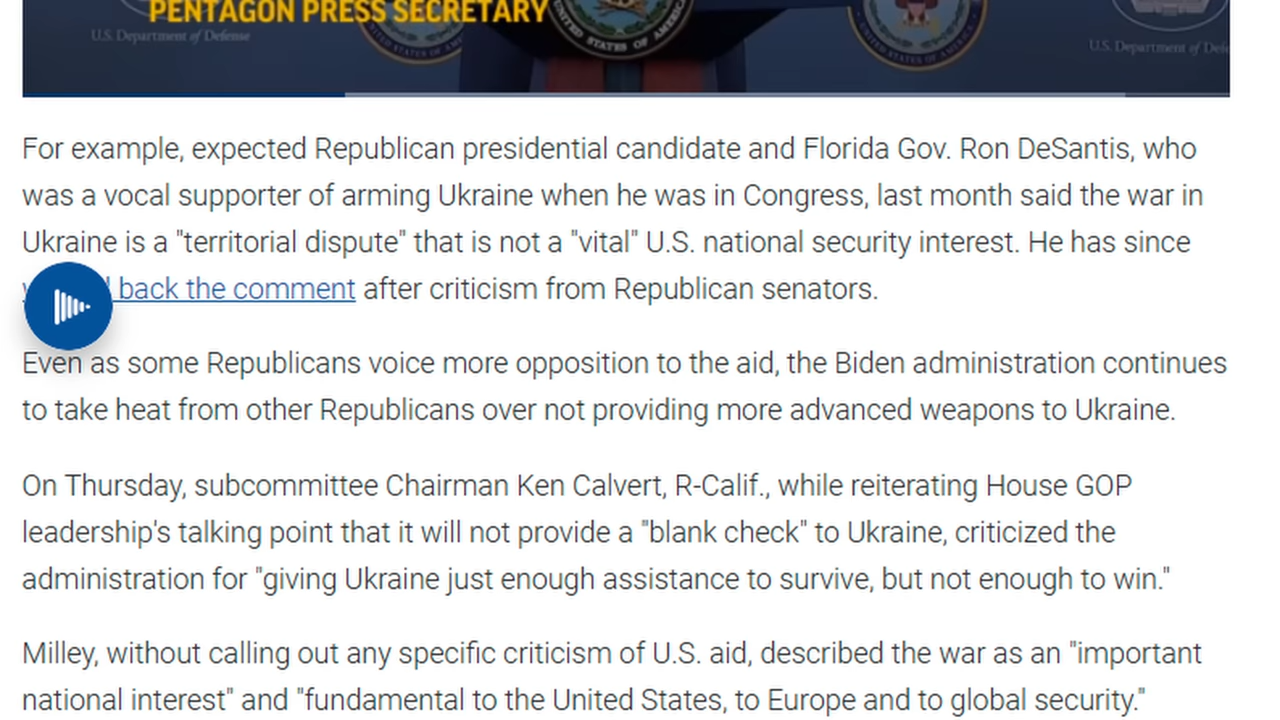 PENTAGON PRESS SECRETARY
U.S. Department of Defense
UNITED STATES OF
U.S. Department of Defe
For example, expected Republican presidential candidate and Florida Gov. Ron DeSantis, who
was a vocal supporter of arming Ukraine when he was in Congress, last month said the war in
Ukraine is a "territorial dispute" that is not a "vital" U.S. national security interest. He has since
back the comment after criticism from Republican senators.
Even as some Republicans voice more opposition to the aid, the Biden administration continues
to take heat from other Republicans over not providing more advanced weapons to Ukraine.
On Thursday, subcommittee Chairman Ken Calvert, R-Calif., while reiterating House GOP
leadership's talking point that it will not provide a "blank check" to Ukraine, criticized the
administration for "giving Ukraine just enough assistance to survive, but not enough to win."
Milley, without calling out any specific criticism of U.S. aid, described the war as an "important
national interest" and "fundamental to the United States, to Europe and to global security."